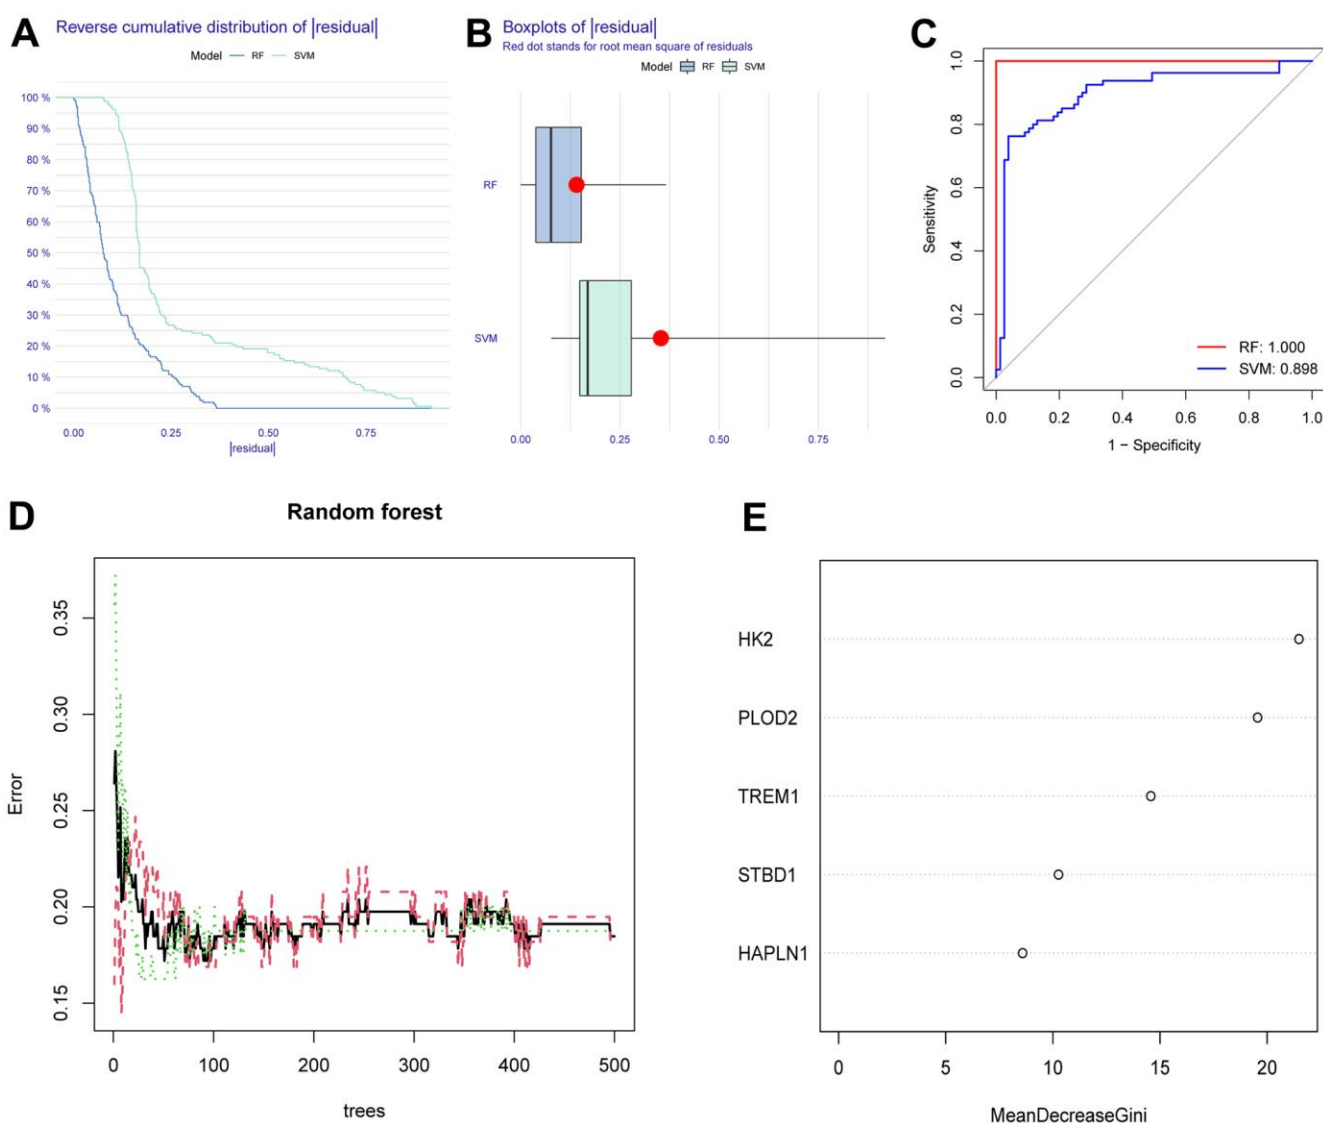 A
Reverse cumulative distribution of |residual|
Model RF SVM
100 %
90 %
80 %
70 %
60 %
50 %
40 %
30 %
20 %
10 %
0 %
0.00 0.25 0.50 0.75
|residual|
B
Boxplots of |residual|
Red dot stands for root mean square of residuals
Model RF SVM
RF
SVM
0.00 0.25 0.50 0.75
C
Sensitivity
1.0
0.8
0.6
0.4
0.2
0.0
RF: 1.000
SVM: 0.898
0.0 0.2 0.4 0.6 0.8 1.0
1 − Specificity
D
Random forest
Error
0.35
0.30
0.25
0.20
0.15
0 100 200 300 400 500
trees
E
HK2
PLOD2
TREM1
STBD1
HAPLN1
0 5 10 15 20
MeanDecreaseGini